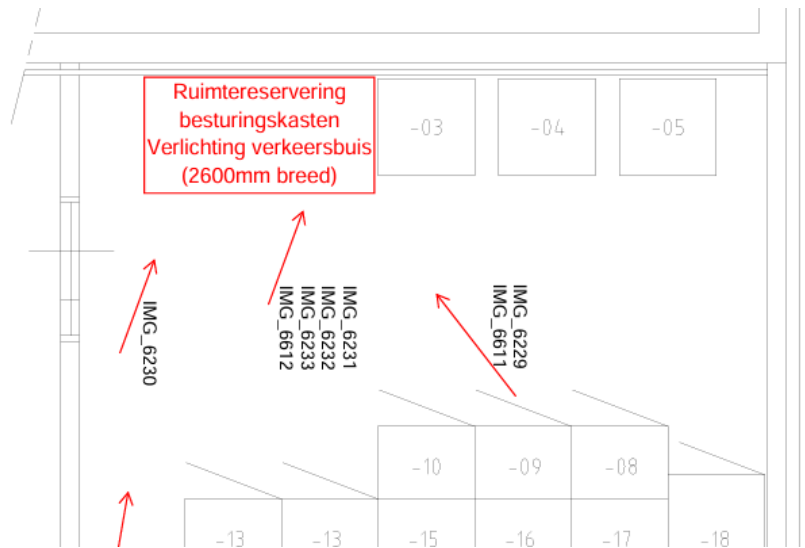 Ruimtereservering
besturingskasten
Verlichting verkeersbuis
(2600mm breed)
-03
-04
-05
IMG_6230
IMG_6231
IMG_6232
IMG_6233
IMG_6612
IMG_6229
IMG_6611
-10
-09
-08
-13
-13
-15
-16
-17
-18